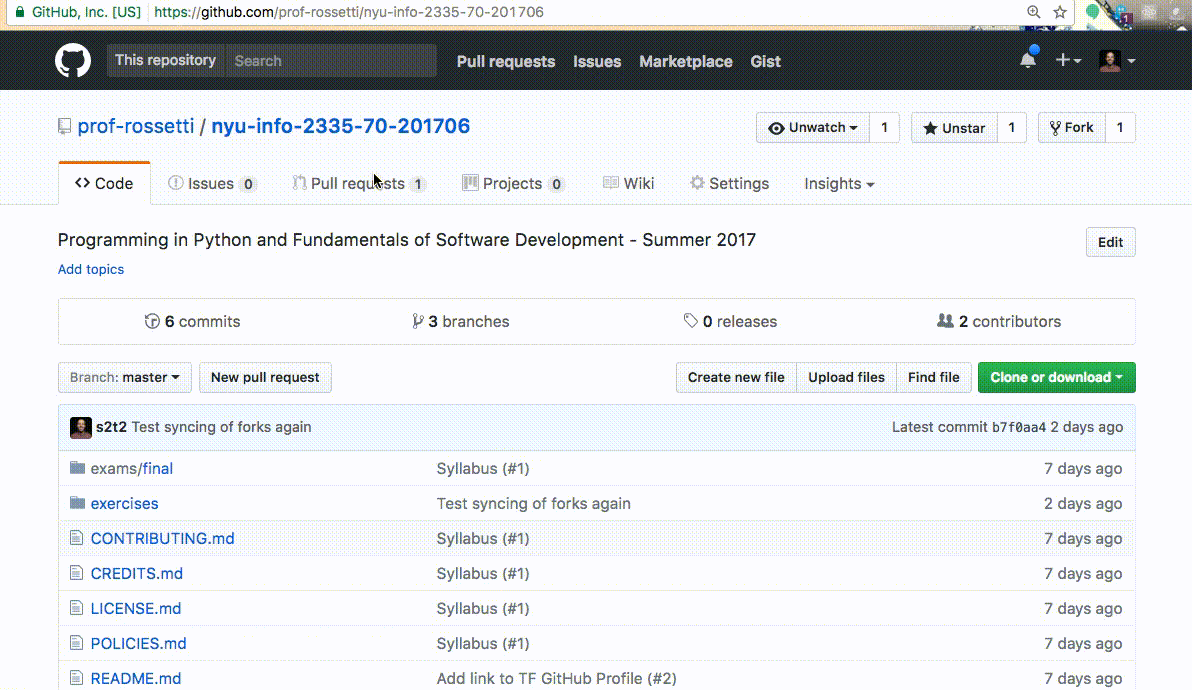 GitHub, Inc. [US] https://github.com/prof-rossetti/nyu-info-2335-70-201706
1
This repository Search Pull requests Issues Marketplace Gist
prof-rossetti / nyu-info-2335-70-201706 Unwatch 1 Unstar 1 Fork 1
Code Issues 0 Pull requests 1 Projects 0 Wiki Settings Insights
Programming in Python and Fundamentals of Software Development - Summer 2017 Edit
Add topics
6 commits 3 branches 0 releases 2 contributors
Branch: master New pull request Create new file Upload files Find file Clone or download
s2t2 Test syncing of forks again Latest commit b7f0aa4 2 days ago
exams/final Syllabus (#1) 7 days ago
exercises Test syncing of forks again 2 days ago
CONTRIBUTING.md Syllabus (#1) 7 days ago
CREDITS.md Syllabus (#1) 7 days ago
LICENSE.md Syllabus (#1) 7 days ago
POLICIES.md Syllabus (#1) 7 days ago
README.md Add link to TF GitHub Profile (#2) 7 days ago